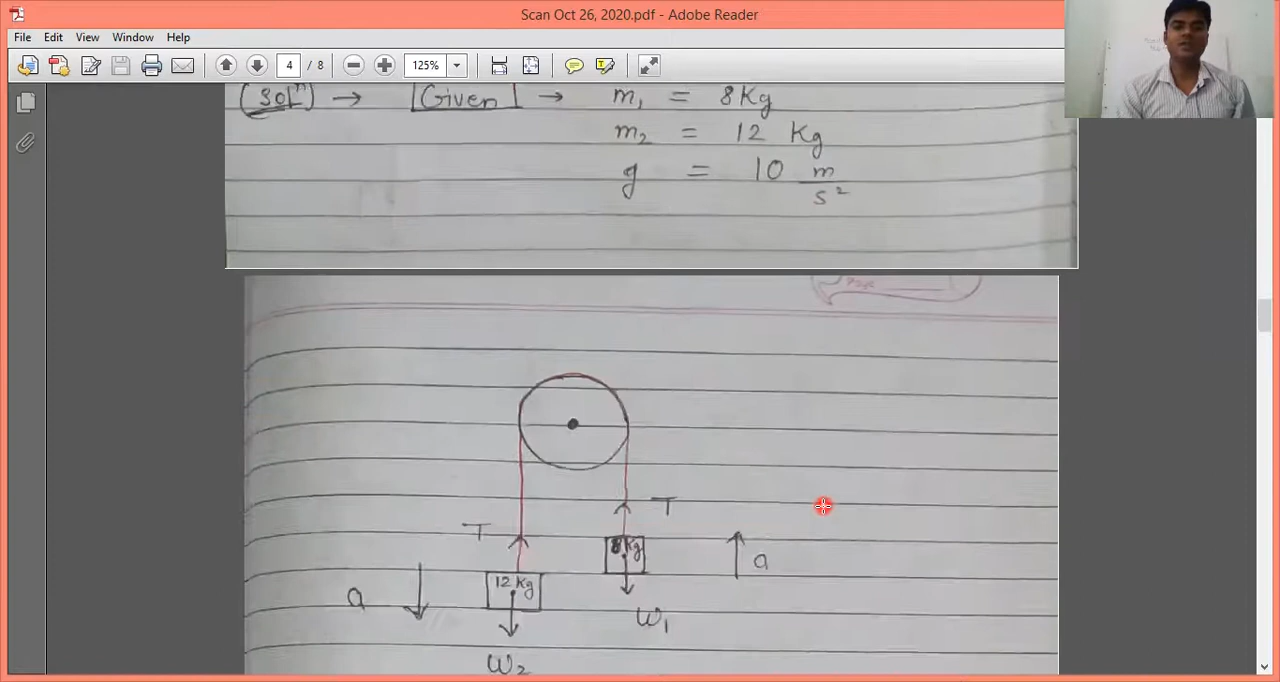 Scan Oct 26, 2020.pdf - Adobe Reader
File Edit View Window Help
4 / 8 125%
(Solⁿ) → [Given] → m₁ = 8 Kg
m₂ = 12 Kg
g = 10 m/s²
T
T
8 Kg
a
12 Kg
a
W₁
W₂